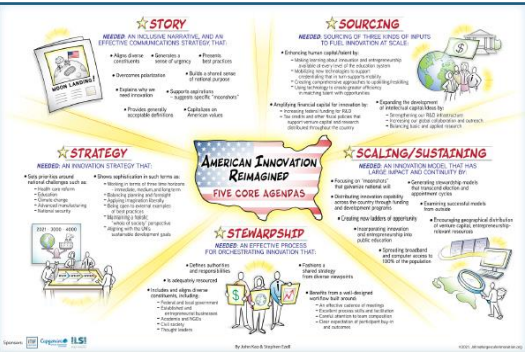 STORY
NEEDED: AN INCLUSIVE NARRATIVE, AND AN
EFFECTIVE COMMUNICATIONS STRATEGY THAT:
• Aligns diverse
constituents
• Generates a
sense of urgency
• Presents
best practices
• Overcomes polarization
• Builds a shared sense
of national purpose
• Explains why we
need innovation
• Supports aspirations
- suggests specific "moonshots"
• Provides generally
acceptable definitions
• Capitalizes on
American values
MOON LANDING!
SOURCING
NEEDED: SOURCING OF THREE KINDS OF INPUTS
TO FUEL INNOVATION AT SCALE:
• Enhancing human capital/talent by:
- Making learning about innovation and entrepreneurship
available at every level of the education system
- Mobilizing new technologies to support
- Creating comprehensive approaches to upskilling/reskilling
- Using technology to create greater efficiency
in matching talent with opportunities
• Amplifying financial capital for innovation by:
- Increasing federal funding for R&D
- Tax credits and other fiscal policies that
support venture capital and research
distributed throughout the country
• Expanding the development
of intellectual capital/ideas by:
- Strengthening our R&D infrastructure
- Increasing our global collaboration and outreach
- Balancing basic and applied research
AMERICAN INNOVATION
REIMAGINED
FIVE CORE AGENDAS
STRATEGY
NEEDED: AN INNOVATION STRATEGY THAT:
• Sets priorities around
national challenges such as:
- Health care reform
- Education
- Climate change
- Advanced manufacturing
- National security
• Shows sophistication in such terms as:
- Working in terms of three time horizons
- immediate, medium and long term
- Balancing planning and foresight
- Applying imagination liberally
- Being open to external examples
of best practices
- Maintaining a holistic
"whole of society" perspective
- Aligning with the UN's
sustainable development goals
SCALING/SUSTAINING
NEEDED: AN INNOVATION MODEL THAT HAS
LARGE IMPACT AND CONTINUITY BY:
• Focusing on "moonshots"
that galvanize national will
• Distributing innovation capability
across the country through funding
and development programs
• Creating new ladders of opportunity
• Incorporating innovation
and entrepreneurship into
public education
• Spreading broadband
and computer access to
100% of the population
• Generating stewardship models
that transcend election and
appointment cycles
• Examining successful models
from outside
• Encouraging geographical distribution
of venture capital, entrepreneurship-
relevant resources
STEWARDSHIP
NEEDED: AN EFFECTIVE PROCESS
FOR ORCHESTRATING INNOVATION THAT:
• Defines authorities
and responsibilities
• Is adequately resourced
• Includes and aligns diverse
constituents, including:
- Federal and local government
- Established and
entrepreneurial businesses
- Academia and NGOs
- Civil society
- Thought leaders
• Fashions a
shared strategy
from diverse viewpoints
• Benefits from a well-designed
workflow built around:
- An effective cadence of meetings
- Excellent process skills and facilitation
- Careful attention to team composition
- Clear expectation of participant buy-in
and outcomes
Sponsors:
Capgemini
ILSI
By John Kao & Stephen Cecil